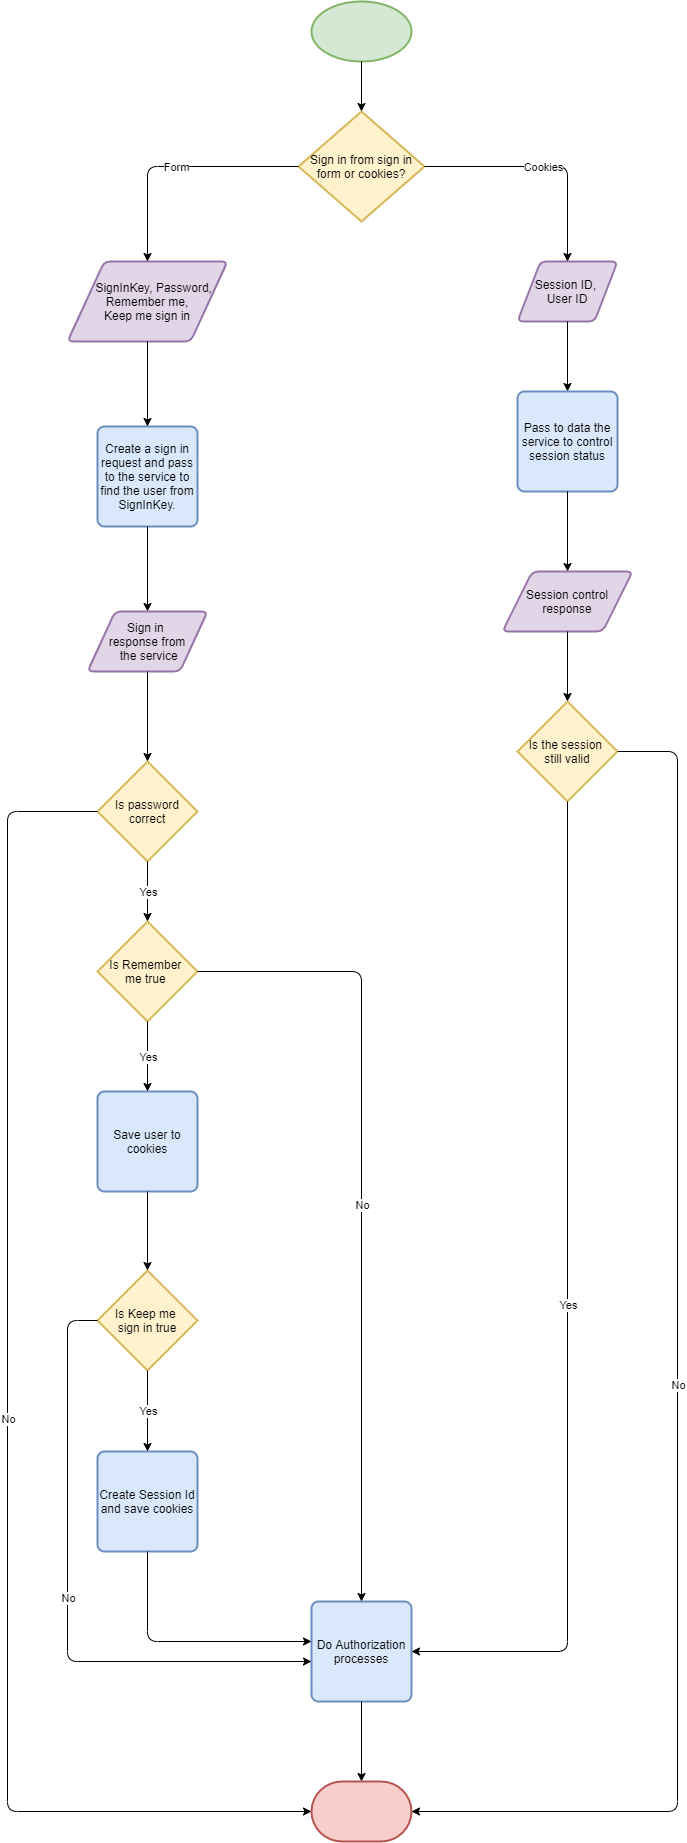 Sign in from sign in
form or cookies?
Form
Cookies
SignInKey, Password,
Remember me,
Keep me sign in
Session ID,
User ID
Create a sign in
request and pass
to the service to
find the user from
SignInKey.
Pass to data the
service to control
session status
Sign in
response from
the service
Session control
response
Is the session
still valid
Is password
correct
Yes
Is Remember
me true
Yes
Save user to
cookies
No
Is Keep me
sign in true
Yes
No
Yes
No
Create Session Id
and save cookies
No
Do Authorization
processes